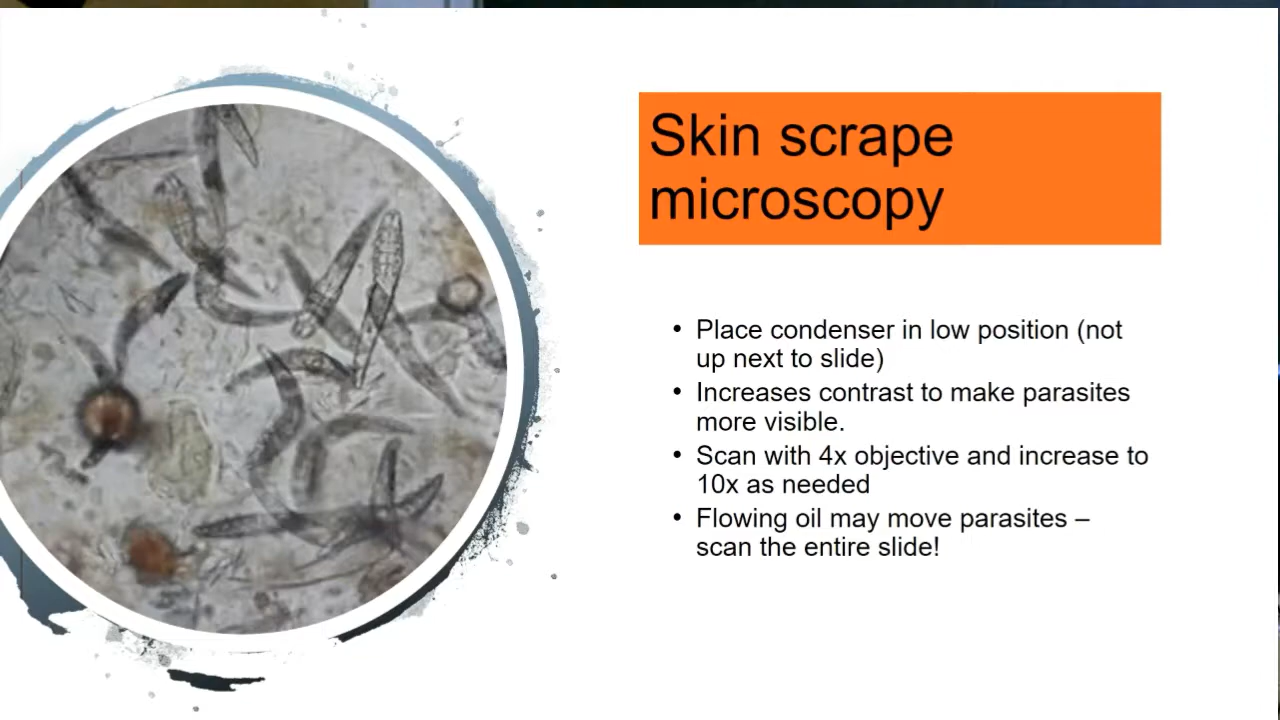 Skin scrape
microscopy
• Place condenser in low position (not
up next to slide)
• Increases contrast to make parasites
more visible.
• Scan with 4x objective and increase to
10x as needed
• Flowing oil may move parasites –
scan the entire slide!